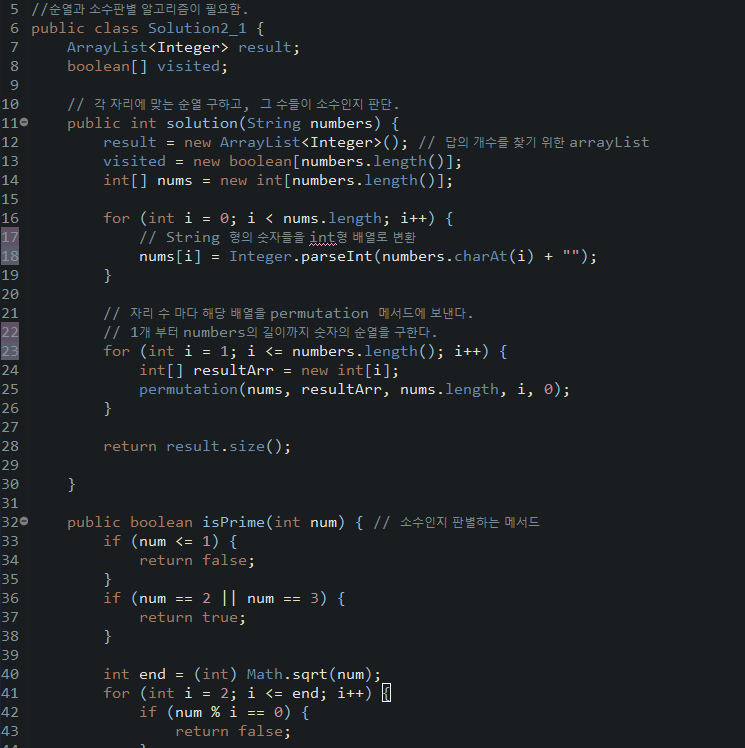 5 //순열과 소수판별 알고리즘이 필요함.
6 public class Solution2_1 {
7 ArrayList<Integer> result;
8 boolean[] visited;
9
10 // 각 자리에 맞는 순열 구하고, 그 수들이 소수인지 판단.
11 public int solution(String numbers) {
12 result = new ArrayList<Integer>(); // 답의 개수를 찾기 위한 arrayList
13 visited = new boolean[numbers.length()];
14 int[] nums = new int[numbers.length()];
15
16 for (int i = 0; i < nums.length; i++) {
17 // String 형의 숫자들을 int형 배열로 변환
18 nums[i] = Integer.parseInt(numbers.charAt(i) + "");
19 }
20
21 // 자리 수 마다 해당 배열을 permutation 메서드에 보낸다.
22 // 1개 부터 numbers의 길이까지 숫자의 순열을 구한다.
23 for (int i = 1; i <= numbers.length(); i++) {
24 int[] resultArr = new int[i];
25 permutation(nums, resultArr, nums.length, i, 0);
26 }
27
28 return result.size();
29
30 }
31
32 public boolean isPrime(int num) { // 소수인지 판별하는 메서드
33 if (num <= 1) {
34 return false;
35 }
36 if (num == 2 || num == 3) {
37 return true;
38 }
39
40 int end = (int) Math.sqrt(num);
41 for (int i = 2; i <= end; i++) {
42 if (num % i == 0) {
43 return false;